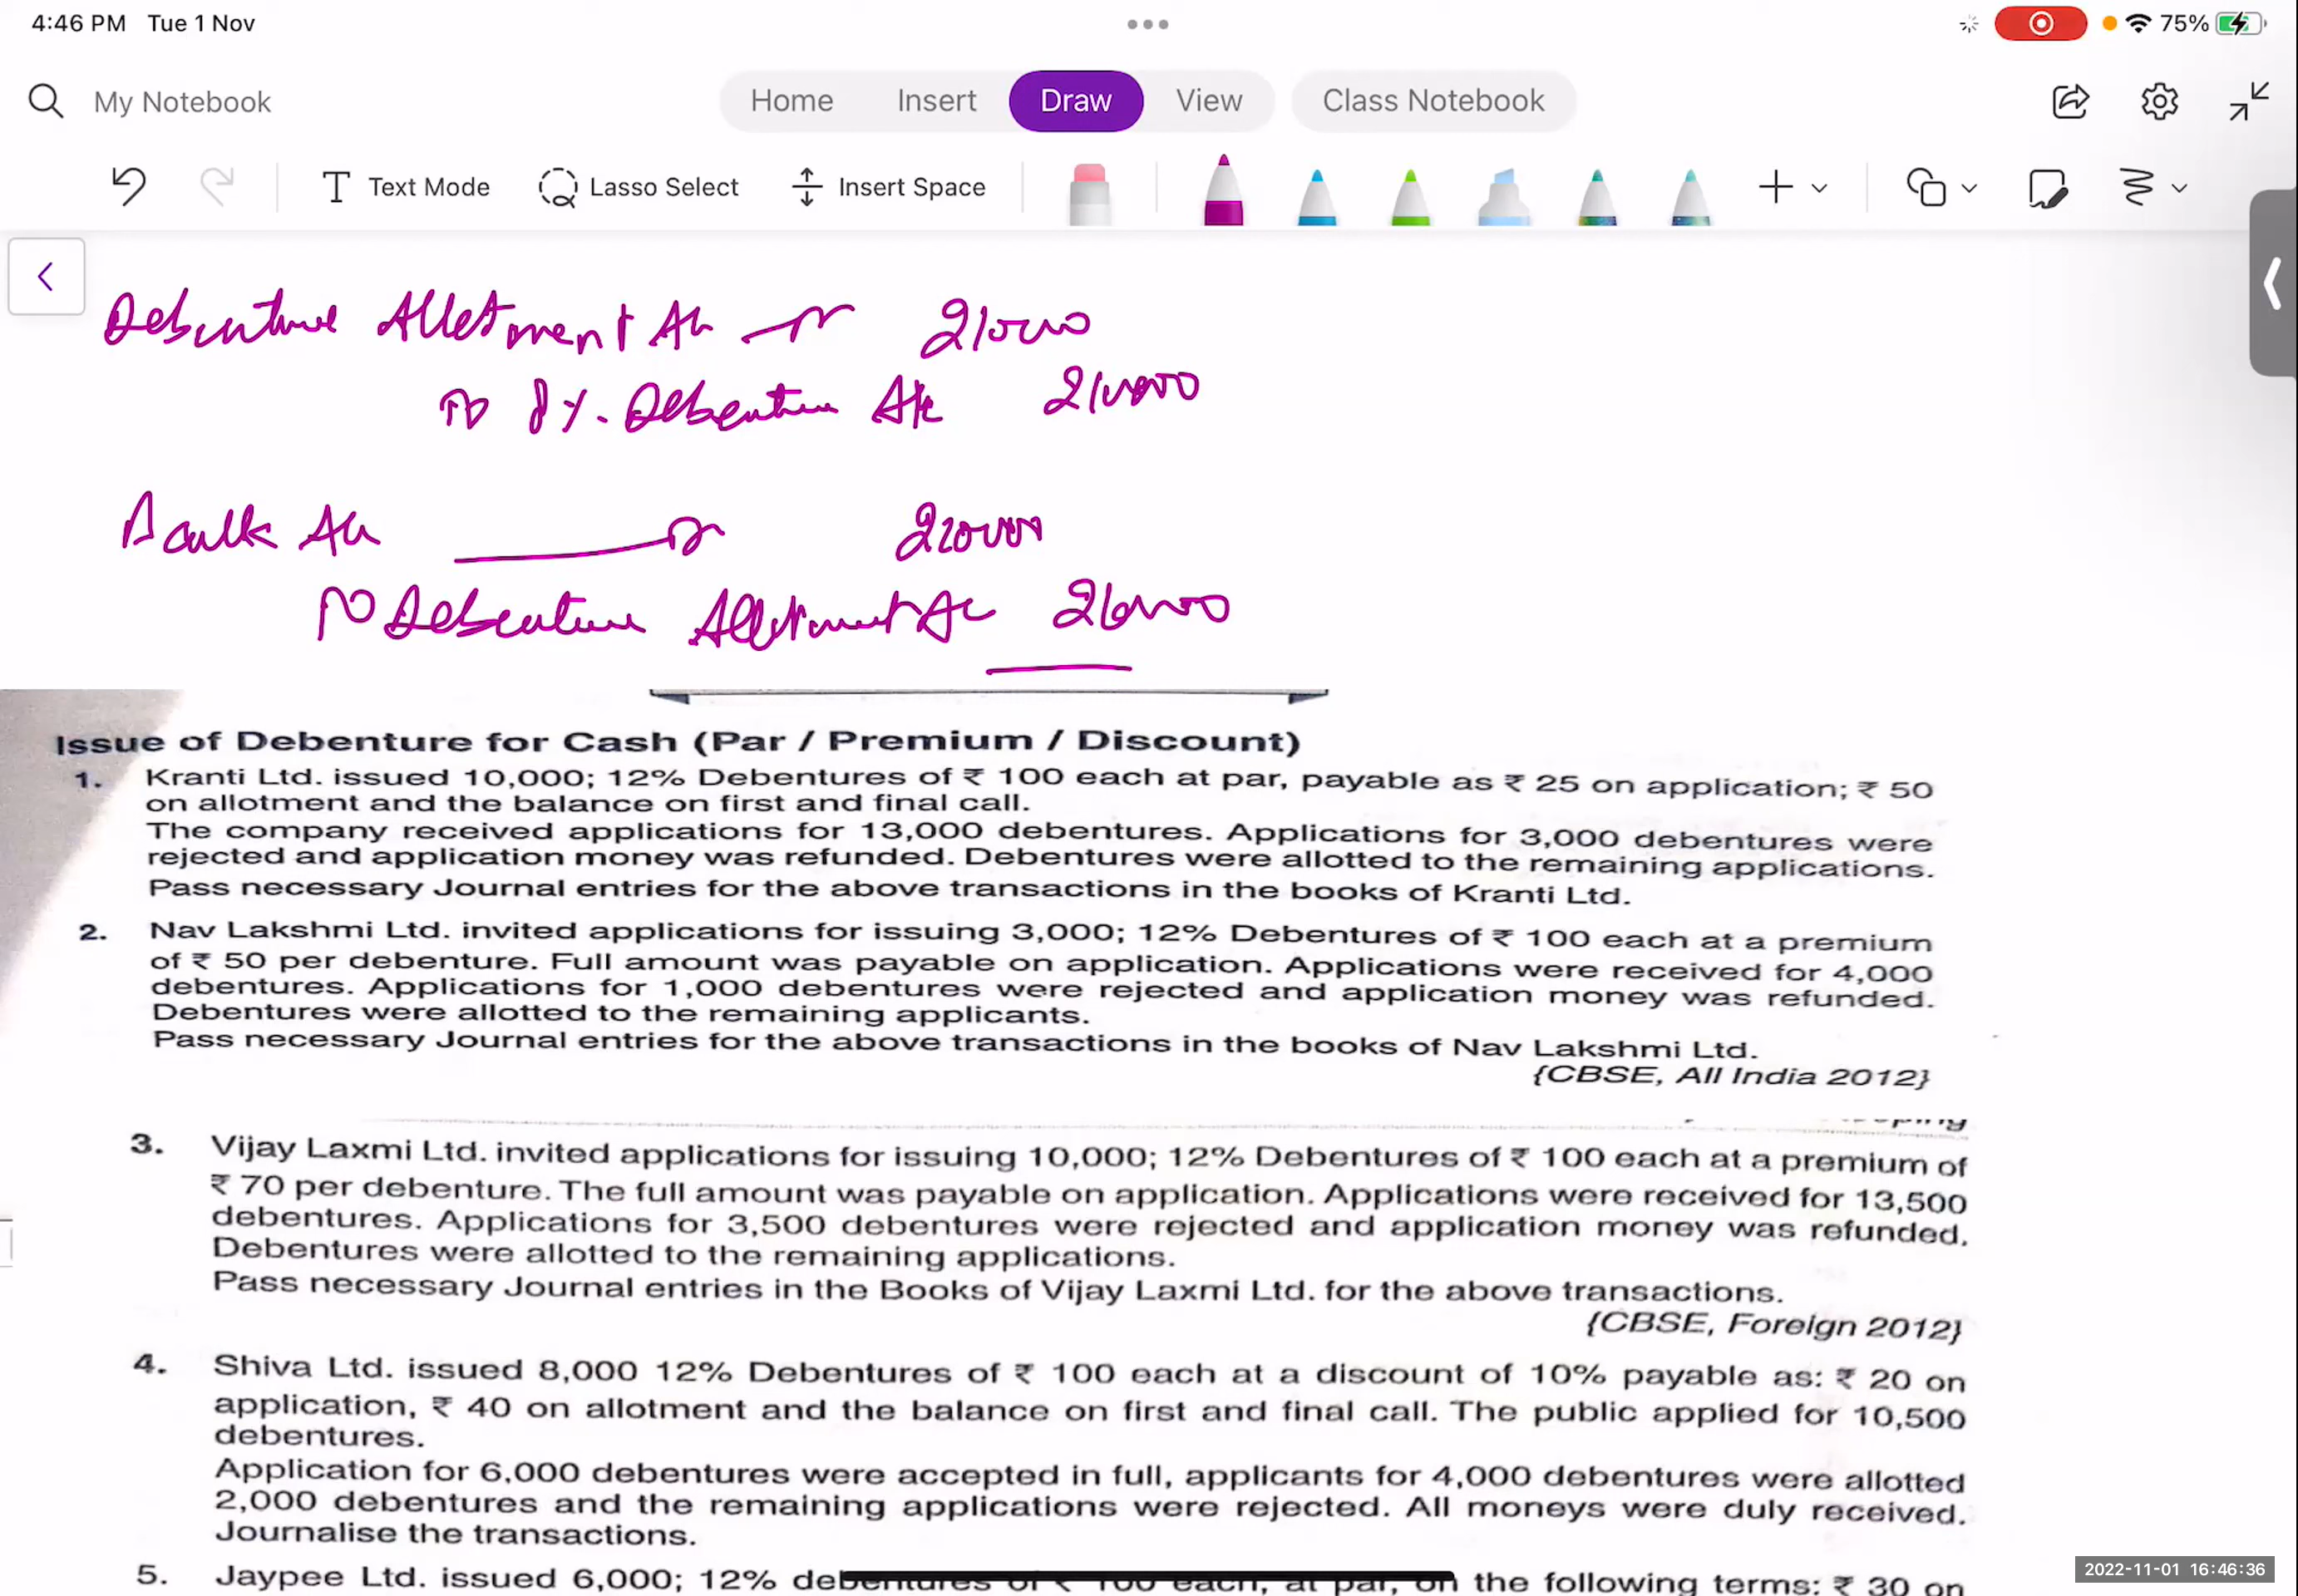 4:46 PM Tue 1 Nov
75%
My Notebook
Home Insert Draw View Class Notebook
Text Mode Lasso Select Insert Space
Debenture Allotment A/c
To 8%. Debenture A/c
Bank A/c
To Debenture Allotment A/c
Issue of Debenture for Cash (Par / Premium / Discount)
1. Kranti Ltd. issued 10,000; 12% Debentures of ₹ 100 each at par, payable as ₹ 25 on application; ₹ 50
on allotment and the balance on first and final call.
The company received applications for 13,000 debentures. Applications for 3,000 debentures were
rejected and application money was refunded. Debentures were allotted to the remaining applications.
Pass necessary Journal entries for the above transactions in the books of Kranti Ltd.
2. Nav Lakshmi Ltd. invited applications for issuing 3,000; 12% Debentures of ₹ 100 each at a premium
of ₹ 50 per debenture. Full amount was payable on application. Applications were received for 4,000
debentures. Applications for 1,000 debentures were rejected and application money was refunded.
Debentures were allotted to the remaining applicants.
Pass necessary Journal entries for the above transactions in the books of Nav Lakshmi Ltd.
{CBSE, All India 2012}
3. Vijay Laxmi Ltd. invited applications for issuing 10,000; 12% Debentures of ₹ 100 each at a premium of
₹ 70 per debenture. The full amount was payable on application. Applications were received for 13,500
debentures. Applications for 3,500 debentures were rejected and application money was refunded.
Debentures were allotted to the remaining applications.
Pass necessary Journal entries in the Books of Vijay Laxmi Ltd. for the above transactions.
{CBSE, Foreign 2012}
4. Shiva Ltd. issued 8,000 12% Debentures of ₹ 100 each at a discount of 10% payable as: ₹ 20 on
application, ₹ 40 on allotment and the balance on first and final call. The public applied for 10,500
debentures.
Application for 6,000 debentures were accepted in full, applicants for 4,000 debentures were allotted
2,000 debentures and the remaining applications were rejected. All moneys were duly received.
Journalise the transactions.
5. Jaypee Ltd. issued 6,000; 12% debentures of ₹ 100 each, at par, on the following terms: ₹ 30 on
2022-11-01 16:46:36